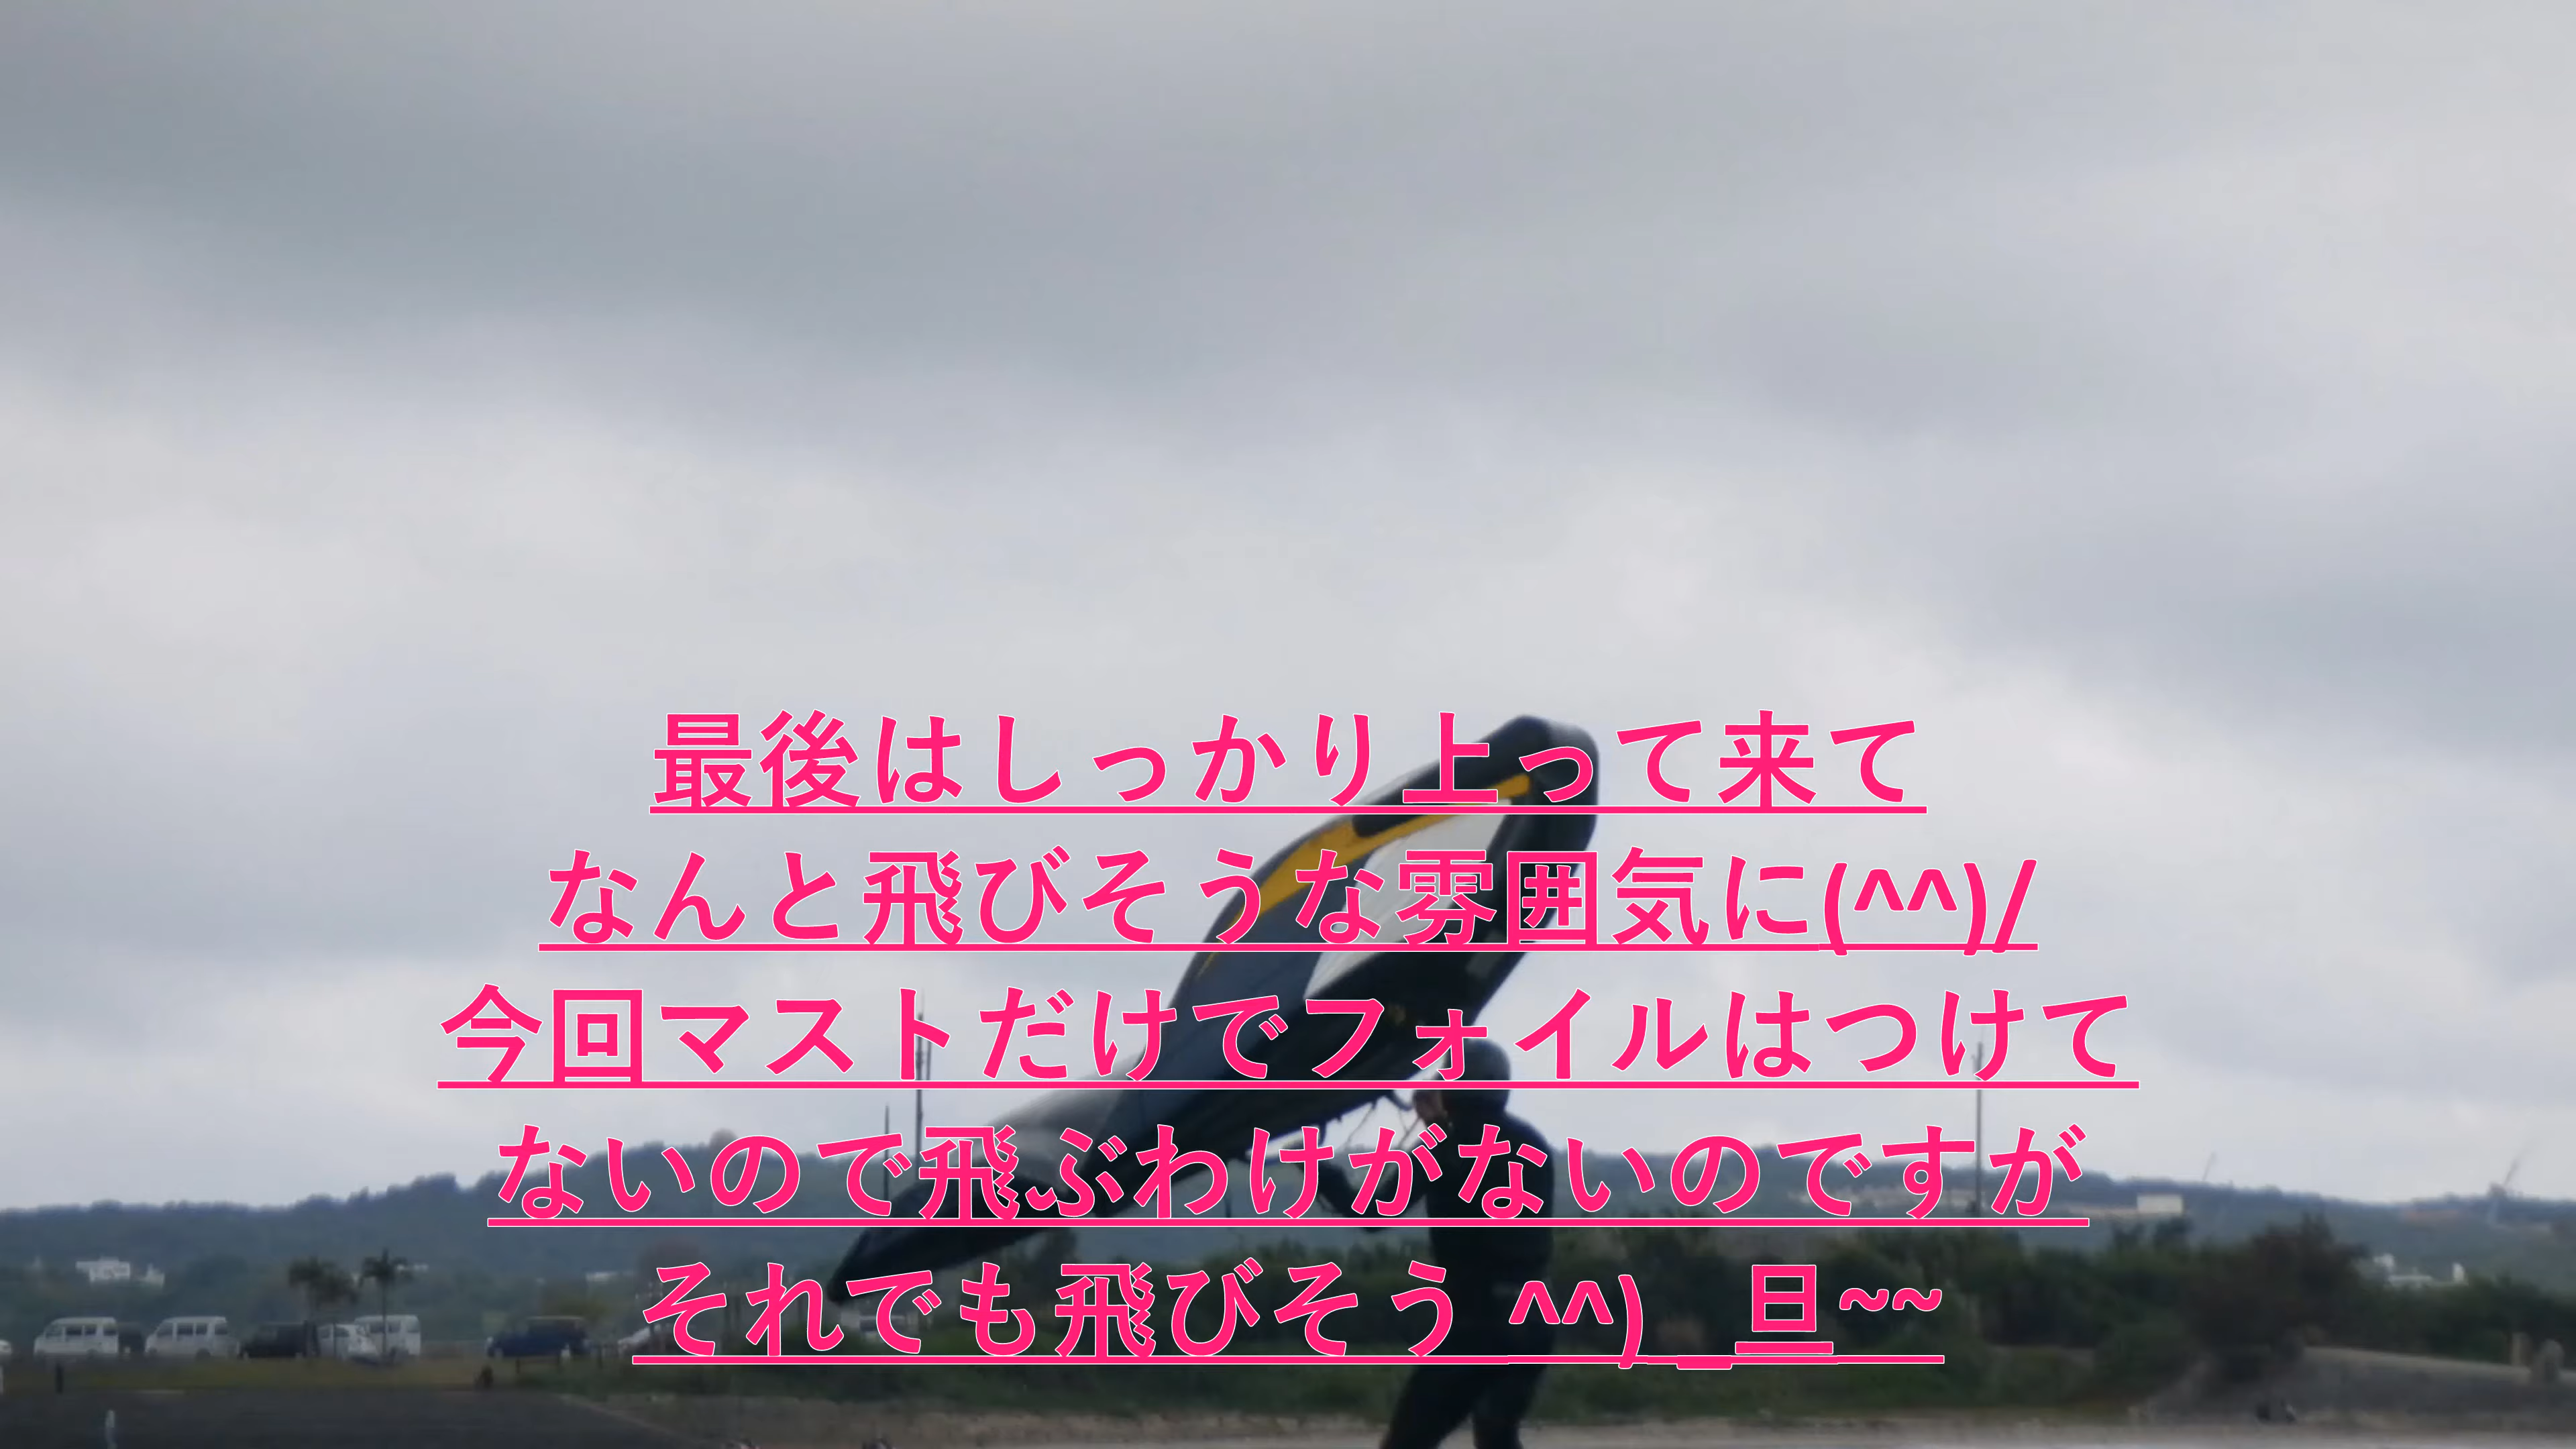 最後はしっかり上って来て
なんと飛びそうな雰囲気に(^^)/
今回マストだけでフォイルはつけて
ないので飛ぶわけがないのですが
それでも飛びそう ^^) _旦~~